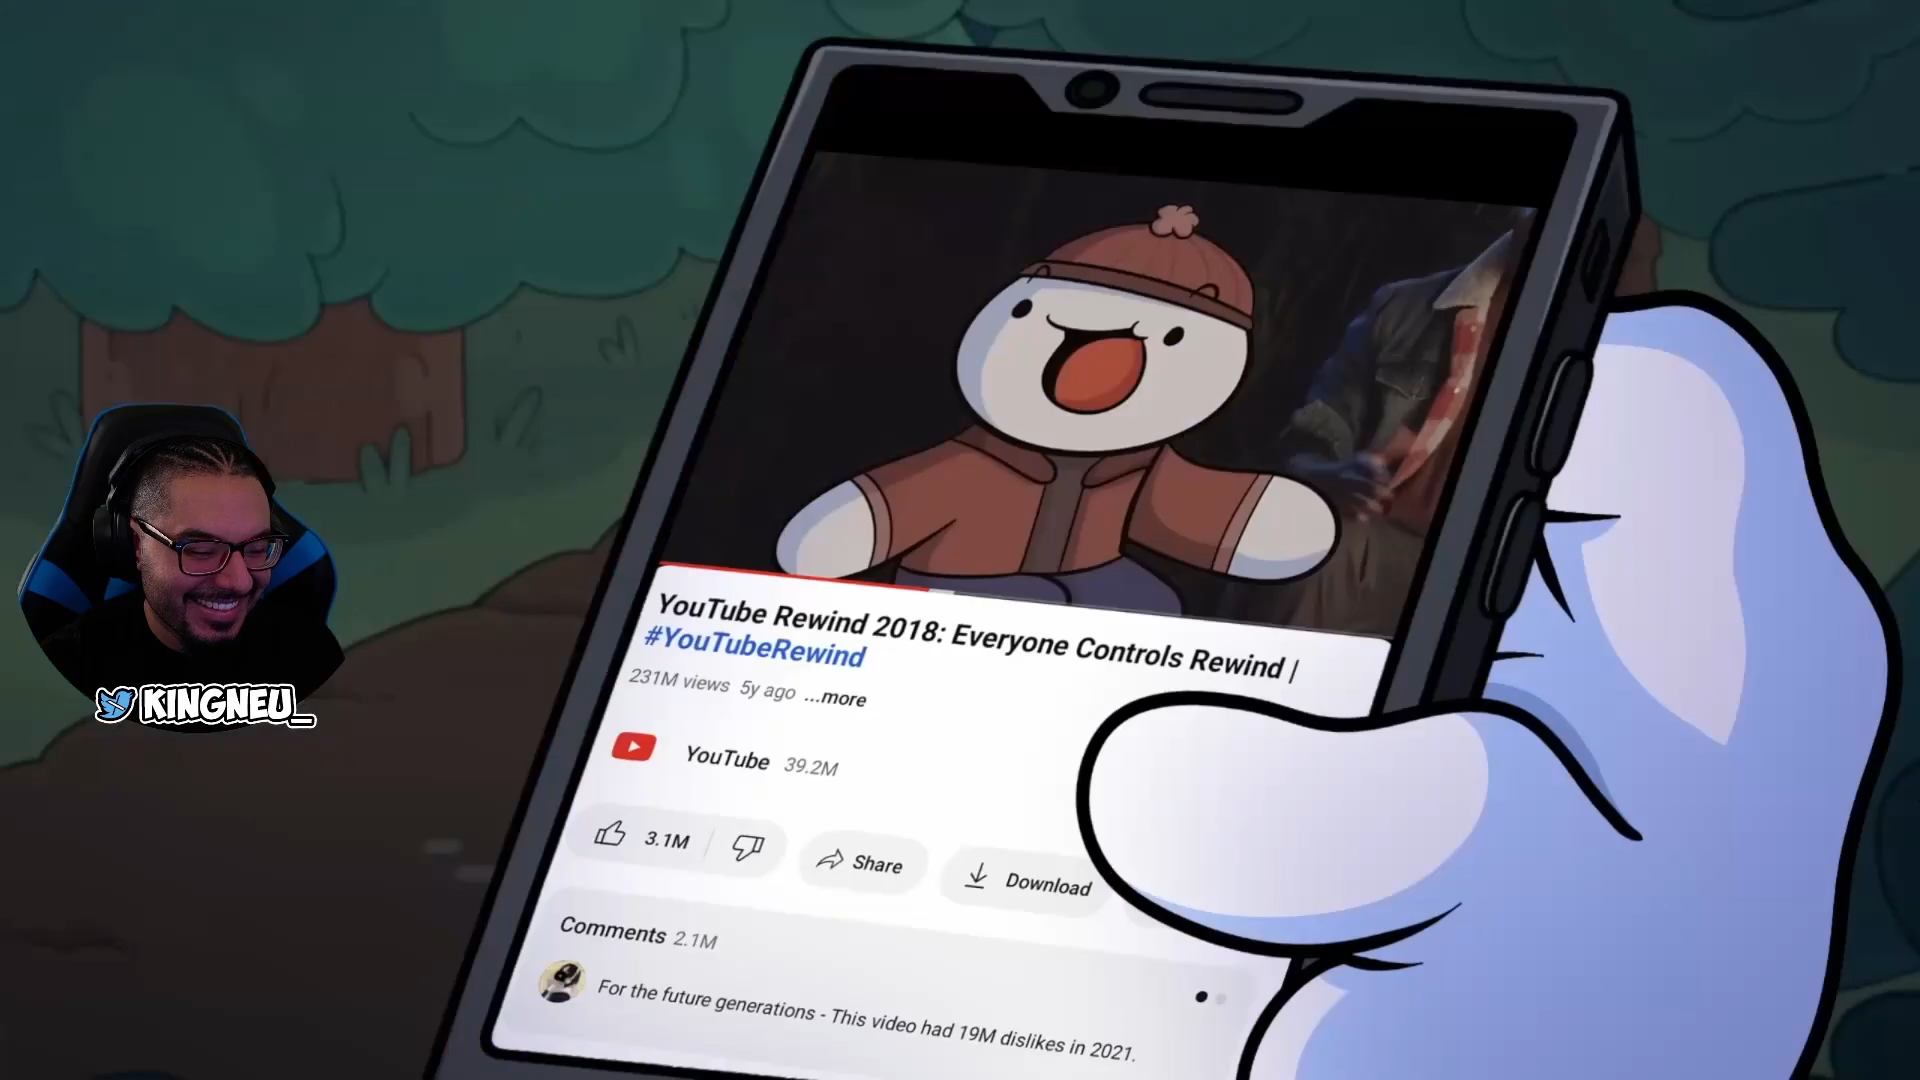 YouTube Rewind 2018: Everyone Controls Rewind |
#YouTubeRewind
231M views 5y ago ...more
YouTube 39.2M
3.1M Share Download
Comments 2.1M
For the future generations - This video had 19M dislikes in 2021.
KINGNEU_